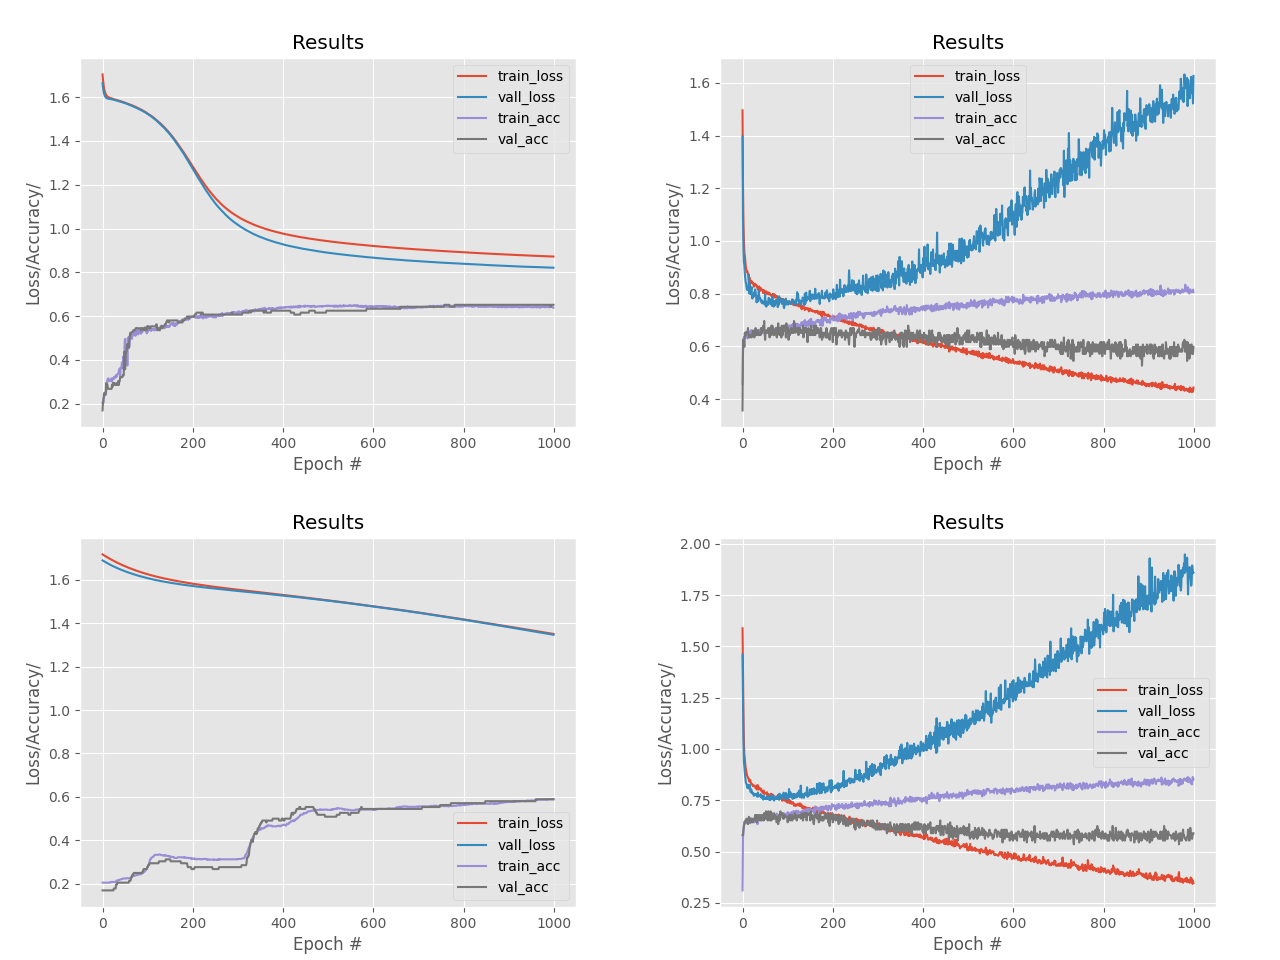 Results
Loss/Accuracy/
1.6
1.4
1.2
1.0
0.8
0.6
0.4
0.2
train_loss
vall_loss
train_acc
val_acc
0 200 400 600 800 1000
Epoch #
Results
Loss/Accuracy/
1.6
1.4
1.2
1.0
0.8
0.6
0.4
train_loss
vall_loss
train_acc
val_acc
0 200 400 600 800 1000
Epoch #
Results
Loss/Accuracy/
1.6
1.4
1.2
1.0
0.8
0.6
0.4
0.2
train_loss
vall_loss
train_acc
val_acc
0 200 400 600 800 1000
Epoch #
Results
Loss/Accuracy/
2.00
1.75
1.50
1.25
1.00
0.75
0.50
0.25
train_loss
vall_loss
train_acc
val_acc
0 200 400 600 800 1000
Epoch #